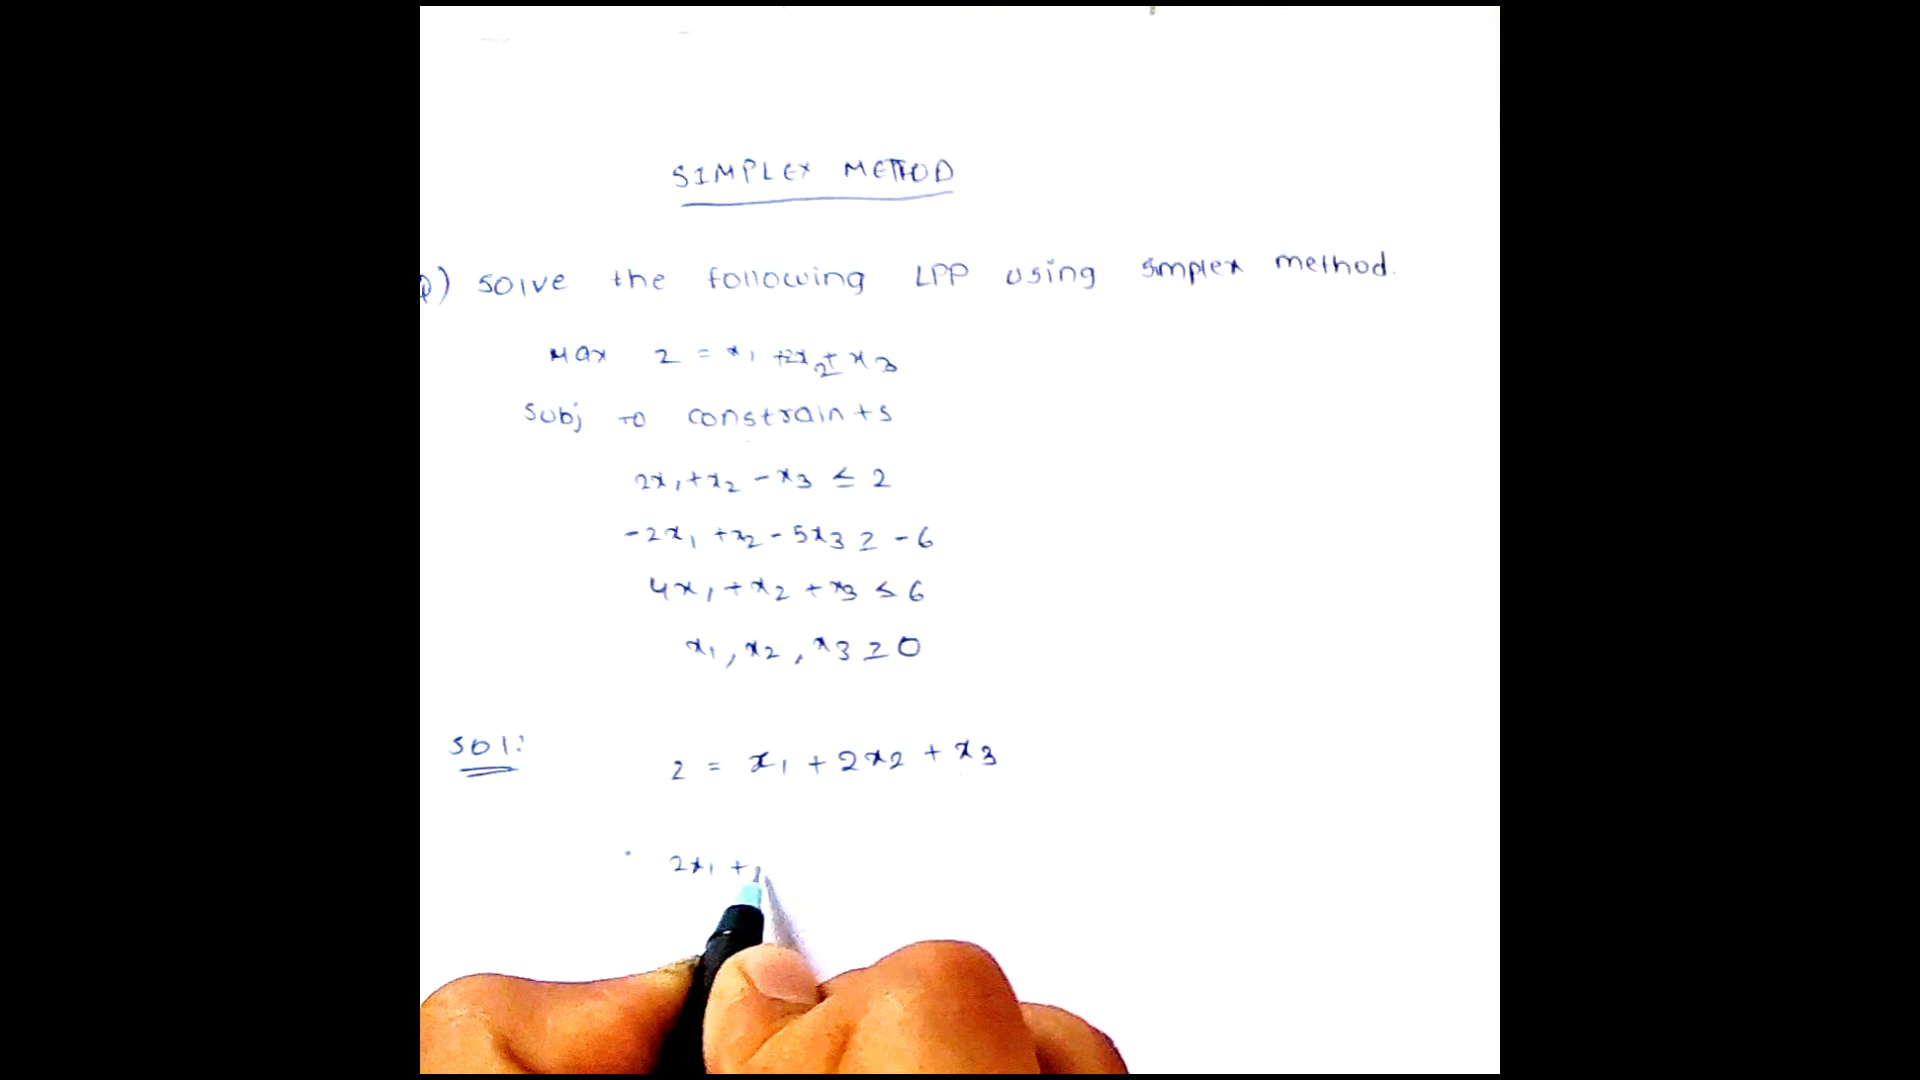 SIMPLEX METHOD
Q) Solve the following LPP using simplex method.
Max Z = x₁ + 2x₂ + x₃
Subj to constraints
2x₁ + x₂ - x₃ ≤ 2
-2x₁ + x₂ - 5x₃ ≥ -6
4x₁ + x₂ + x₃ ≤ 6
x₁, x₂, x₃ ≥ 0
Sol:
Z = x₁ + 2x₂ + x₃
2x₁ +